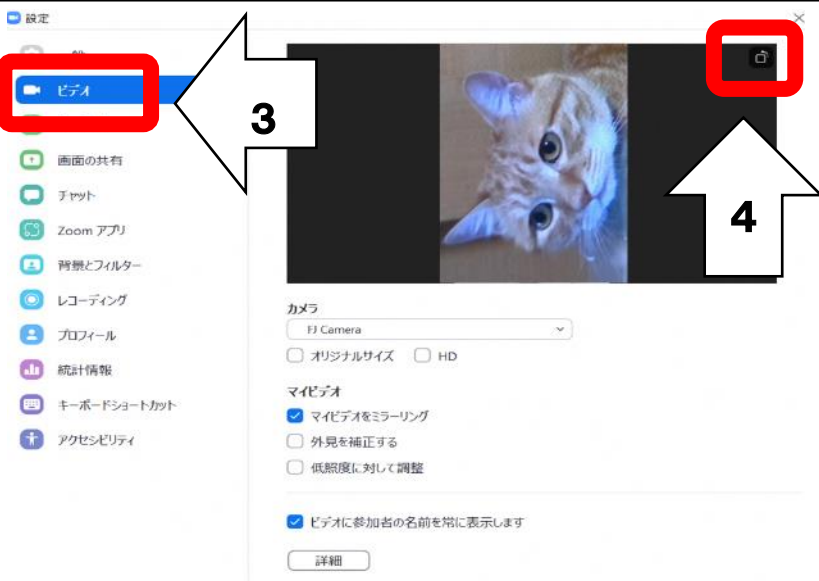 設定
ビデオ
3
画面の共有
チャット
Zoom アプリ
背景とフィルター
レコーディング
プロフィール
統計情報
キーボードショートカット
アクセシビリティ
4
カメラ
FJ Camera
オリジナルサイズ
HD
マイビデオ
マイビデオをミラーリング
外見を補正する
低照度に対して調整
ビデオに参加者の名前を常に表示します
詳細